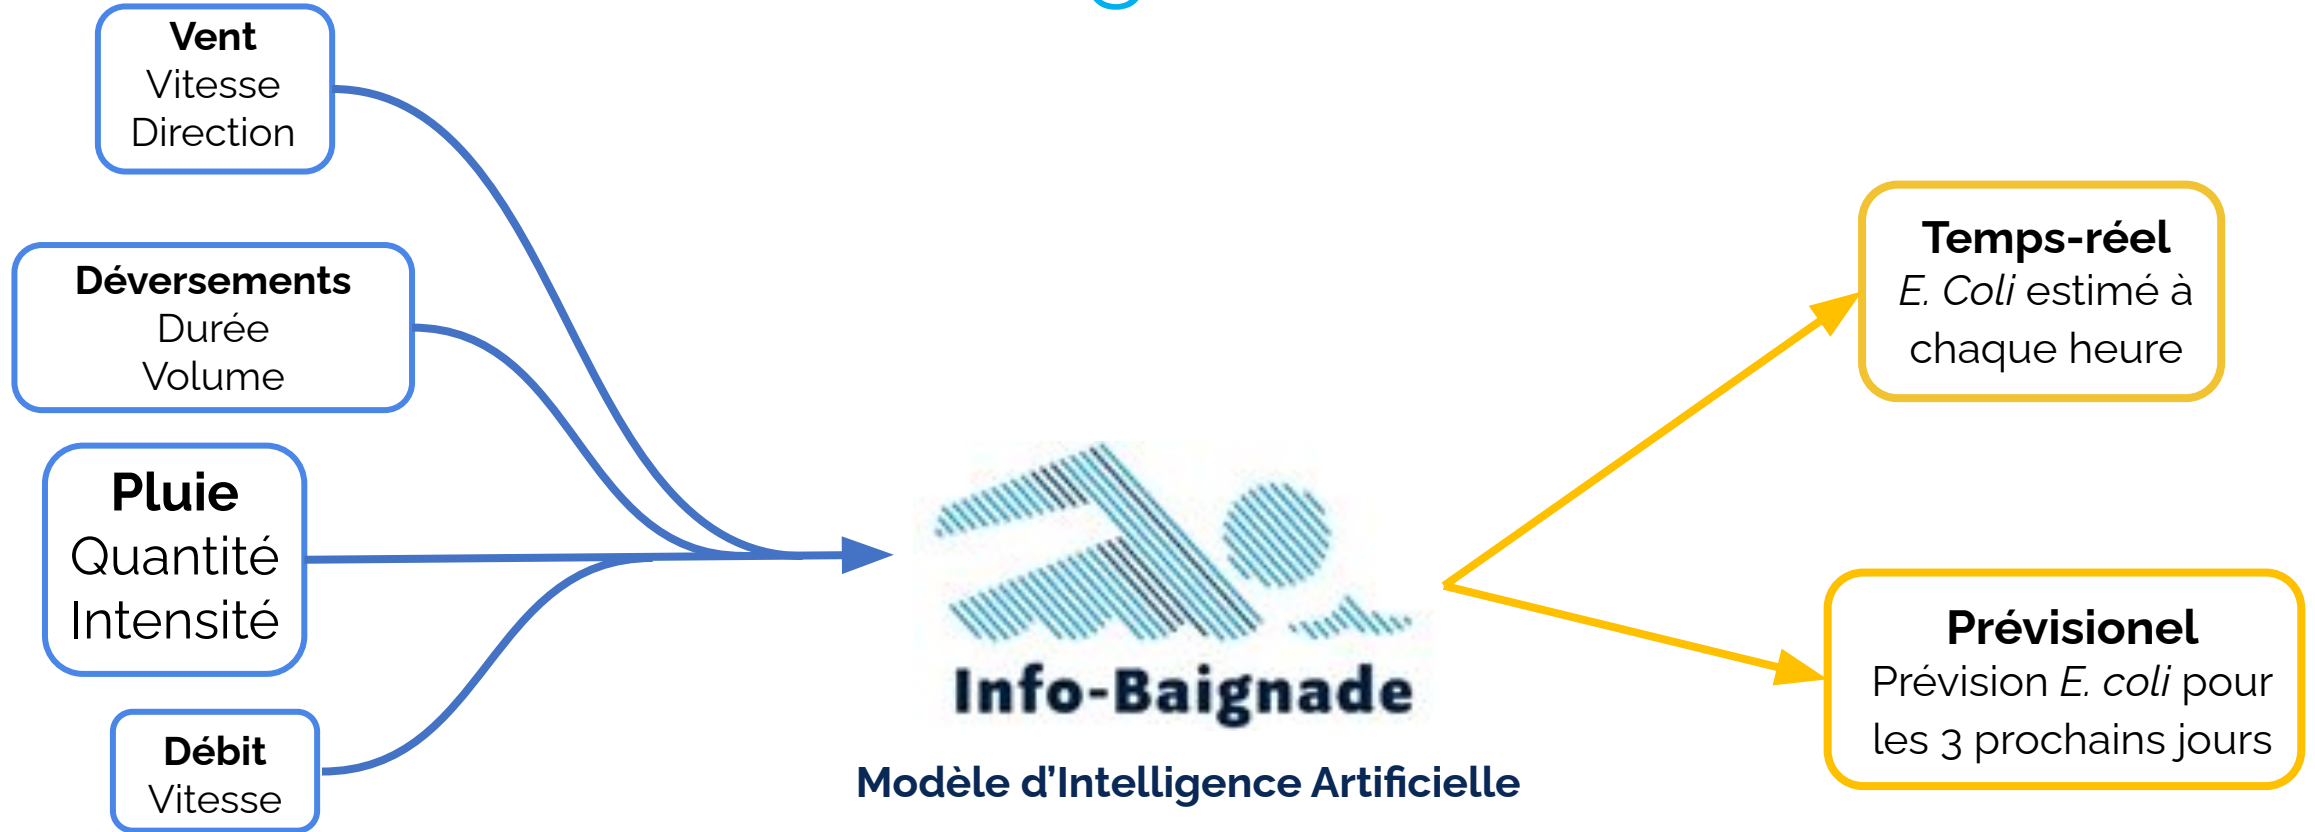 Vent
Vitesse
Direction
Déversements
Durée
Volume
Pluie
Quantité
Intensité
Débit
Vitesse
Info-Baignade
Modèle d’Intelligence Artificielle
Temps-réel
E. Coli estimé à
chaque heure
Prévisionel
Prévision E. coli pour
les 3 prochains jours